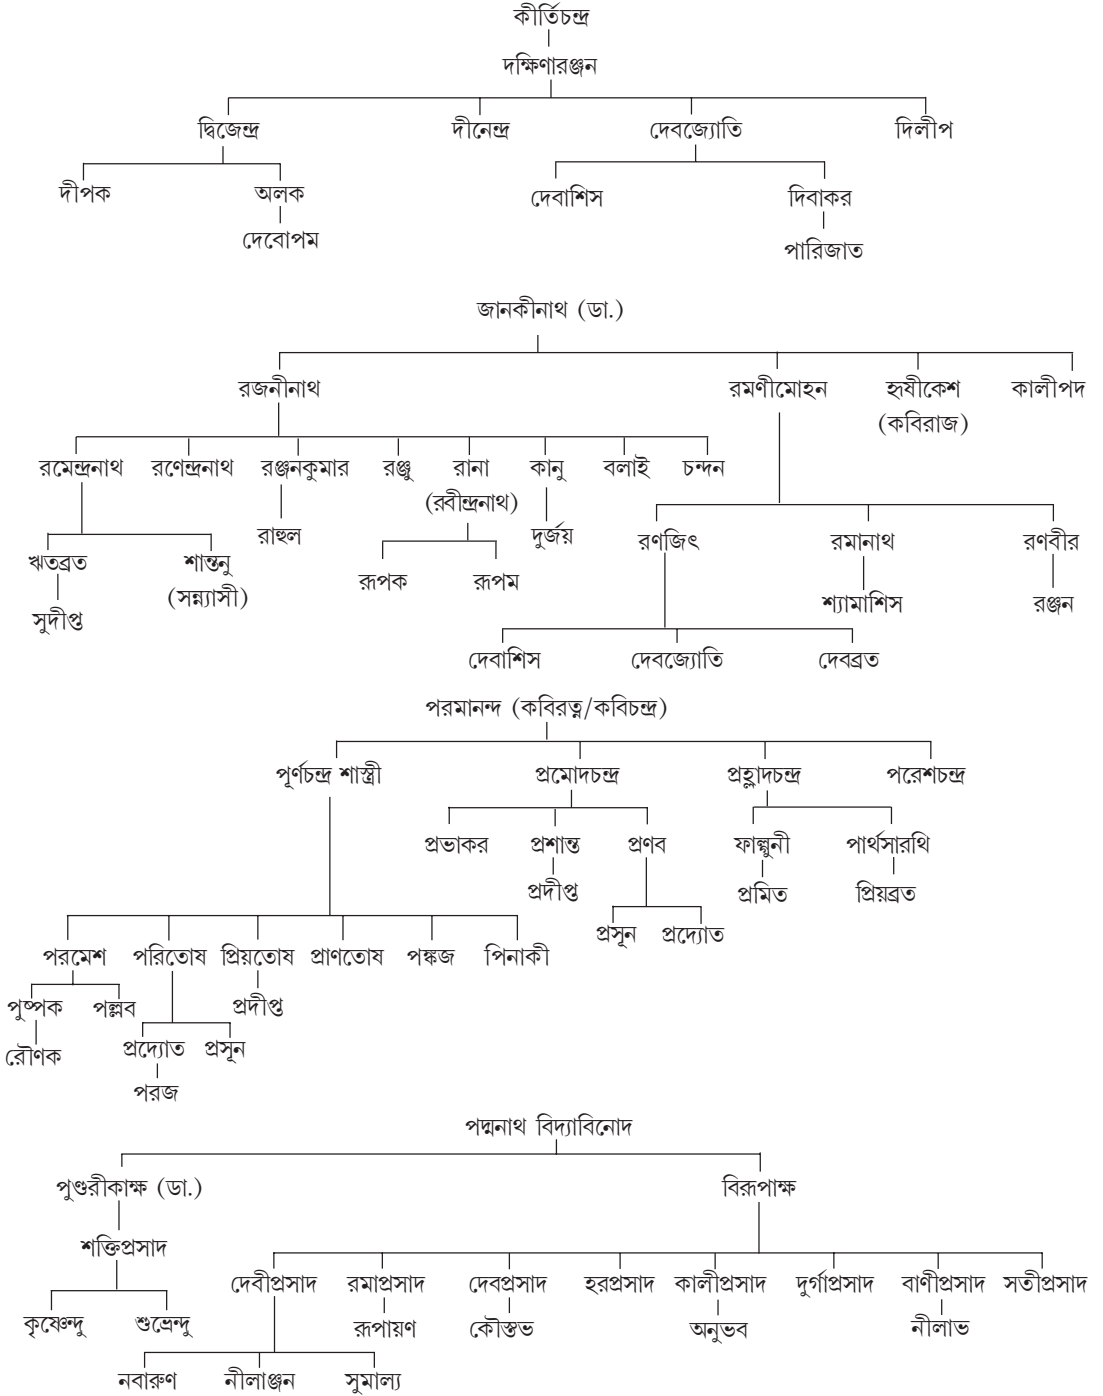 কীর্তিচন্দ্র
দক্ষিণারঞ্জন
দ্বিজেন্দ্র দীনেন্দ্র দেবজ্যোতি দিলীপ
দীপক অলক দেবাশিস দিবাকর
দেবোপম
পারিজাত
জানকীনাথ (ডা.)
রজনীনাথ রমণীমোহন হৃষীকেশ কালীপদ
(কবিরাজ)
রমেন্দ্রনাথ রণেন্দ্রনাথ রঞ্জনকুমার রঞ্জু রানা কানু বলাই চন্দন
(রবীন্দ্রনাথ)
রাহুল দুর্জয় রণজিৎ রমানাথ রণবীর
ঋতব্রত শান্তনু রূপক রূপম
(সন্ন্যাসী) শ্যামাশিস রঞ্জন
সুদীপ্ত
দেবাশিস দেবজ্যোতি দেবব্রত
পরমানন্দ (কবিরত্ন/কবিচন্দ্র)
পূর্ণচন্দ্র শাস্ত্রী প্রমোদচন্দ্র প্রহ্লাদচন্দ্র পরেশচন্দ্র
প্রভাকর প্রশান্ত প্রণব ফাল্গুনী পার্থসারথি
প্রদীপ্ত প্রমিত প্রিয়ব্রত
প্রসূন প্রদ্যোত
পরমেশ পরিতোষ প্রিয়তোষ প্রাণতোষ পঙ্কজ পিনাকী
পুষ্পক পল্লব প্রদীপ্ত
রৌণক প্রদ্যোত প্রসূন
পরজ
পদ্মনাথ বিদ্যাবিনোদ
পুণ্ডরীকাক্ষ (ডা.) বিরূপাক্ষ
শক্তিপ্রসাদ
দেবীপ্রসাদ রমাপ্রসাদ দেবপ্রসাদ হরপ্রসাদ কালীপ্রসাদ দুর্গাপ্রসাদ বাণীপ্রসাদ সতীপ্রসাদ
কৃষ্ণেন্দু শুভ্রেন্দু রূপায়ণ কৌস্তভ অনুভব নীলাভ
নবারুণ নীলাঞ্জন সুমাল্য